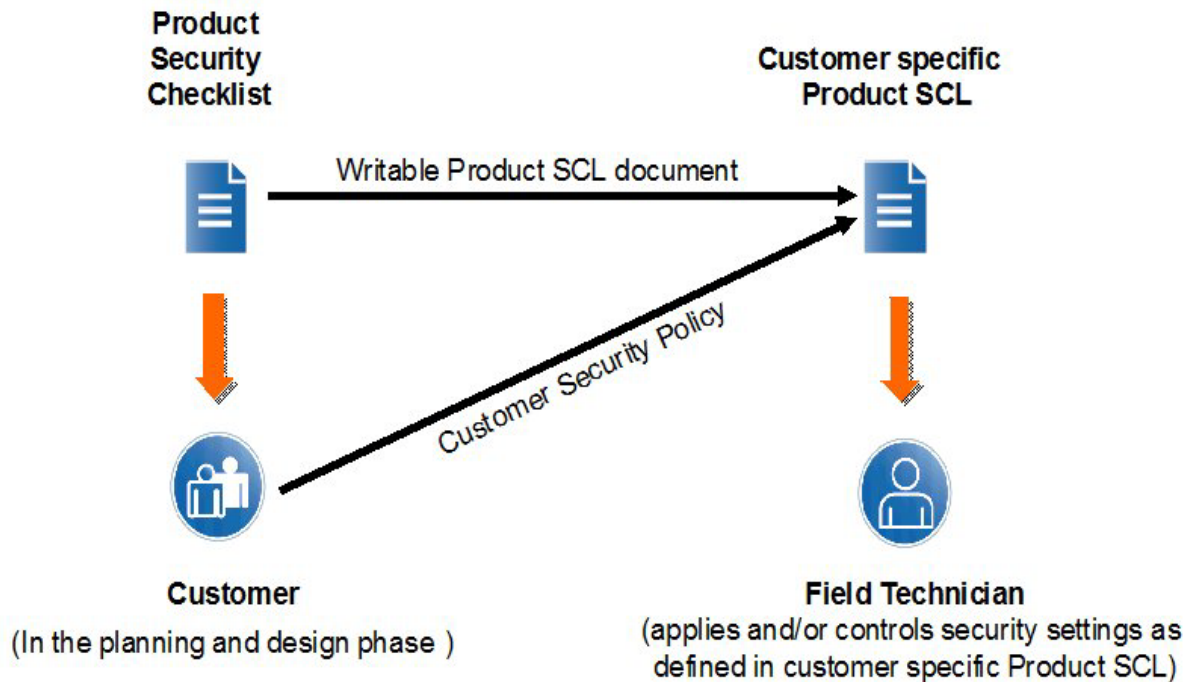 Product
Security
Checklist
Customer specific
Product SCL
Writable Product SCL document
Customer Security Policy
Customer
(In the planning and design phase )
Field Technician
(applies and/or controls security settings as
defined in customer specific Product SCL)